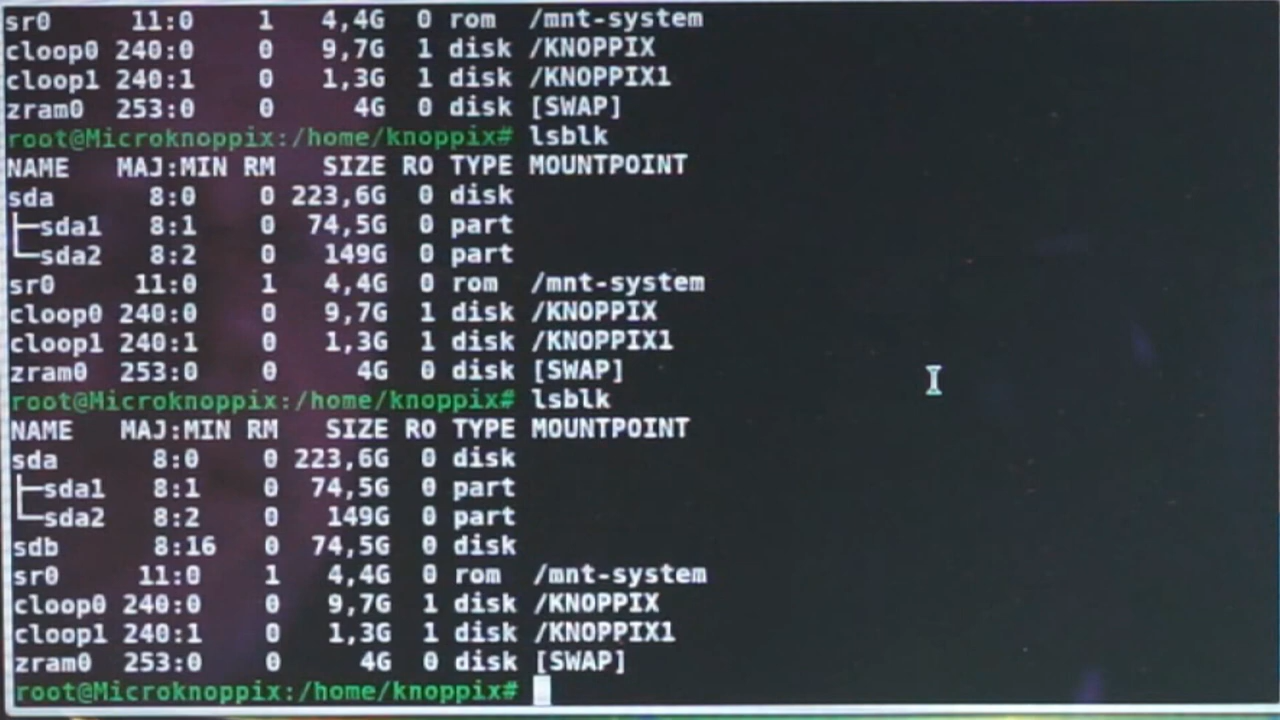 sr0 11:0 1 4,4G 0 rom /mnt-system
cloop0 240:0 0 9,7G 1 disk /KNOPPIX
cloop1 240:1 0 1,3G 1 disk /KNOPPIX1
zram0 253:0 0 4G 0 disk [SWAP]
root@Microknoppix:/home/knoppix# lsblk
NAME MAJ:MIN RM SIZE RO TYPE MOUNTPOINT
sda 8:0 0 223,6G 0 disk
├─sda1 8:1 0 74,5G 0 part
└─sda2 8:2 0 149G 0 part
sr0 11:0 1 4,4G 0 rom /mnt-system
cloop0 240:0 0 9,7G 1 disk /KNOPPIX
cloop1 240:1 0 1,3G 1 disk /KNOPPIX1
zram0 253:0 0 4G 0 disk [SWAP]
root@Microknoppix:/home/knoppix# lsblk
NAME MAJ:MIN RM SIZE RO TYPE MOUNTPOINT
sda 8:0 0 223,6G 0 disk
├─sda1 8:1 0 74,5G 0 part
└─sda2 8:2 0 149G 0 part
sdb 8:16 0 74,5G 0 disk
sr0 11:0 1 4,4G 0 rom /mnt-system
cloop0 240:0 0 9,7G 1 disk /KNOPPIX
cloop1 240:1 0 1,3G 1 disk /KNOPPIX1
zram0 253:0 0 4G 0 disk [SWAP]
root@Microknoppix:/home/knoppix#